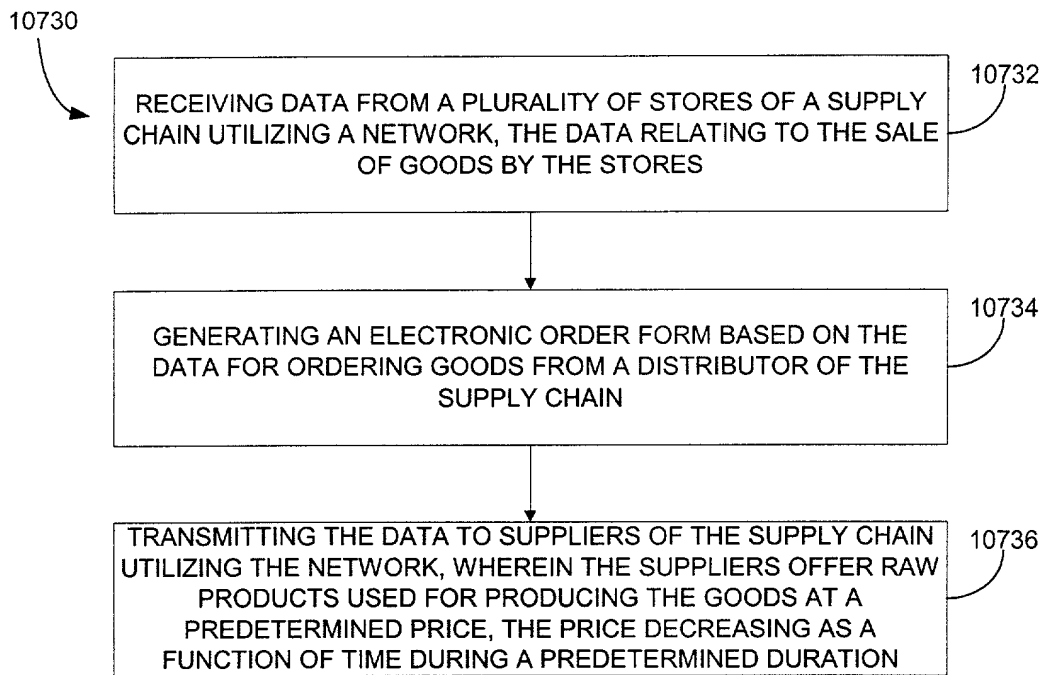 10730
10732
RECEIVING DATA FROM A PLURALITY OF STORES OF A SUPPLY
CHAIN UTILIZING A NETWORK, THE DATA RELATING TO THE SALE
OF GOODS BY THE STORES
10734
GENERATING AN ELECTRONIC ORDER FORM BASED ON THE
DATA FOR ORDERING GOODS FROM A DISTRIBUTOR OF THE
SUPPLY CHAIN
10736
TRANSMITTING THE DATA TO SUPPLIERS OF THE SUPPLY CHAIN
UTILIZING THE NETWORK, WHEREIN THE SUPPLIERS OFFER RAW
PRODUCTS USED FOR PRODUCING THE GOODS AT A
PREDETERMINED PRICE, THE PRICE DECREASING AS A
FUNCTION OF TIME DURING A PREDETERMINED DURATION